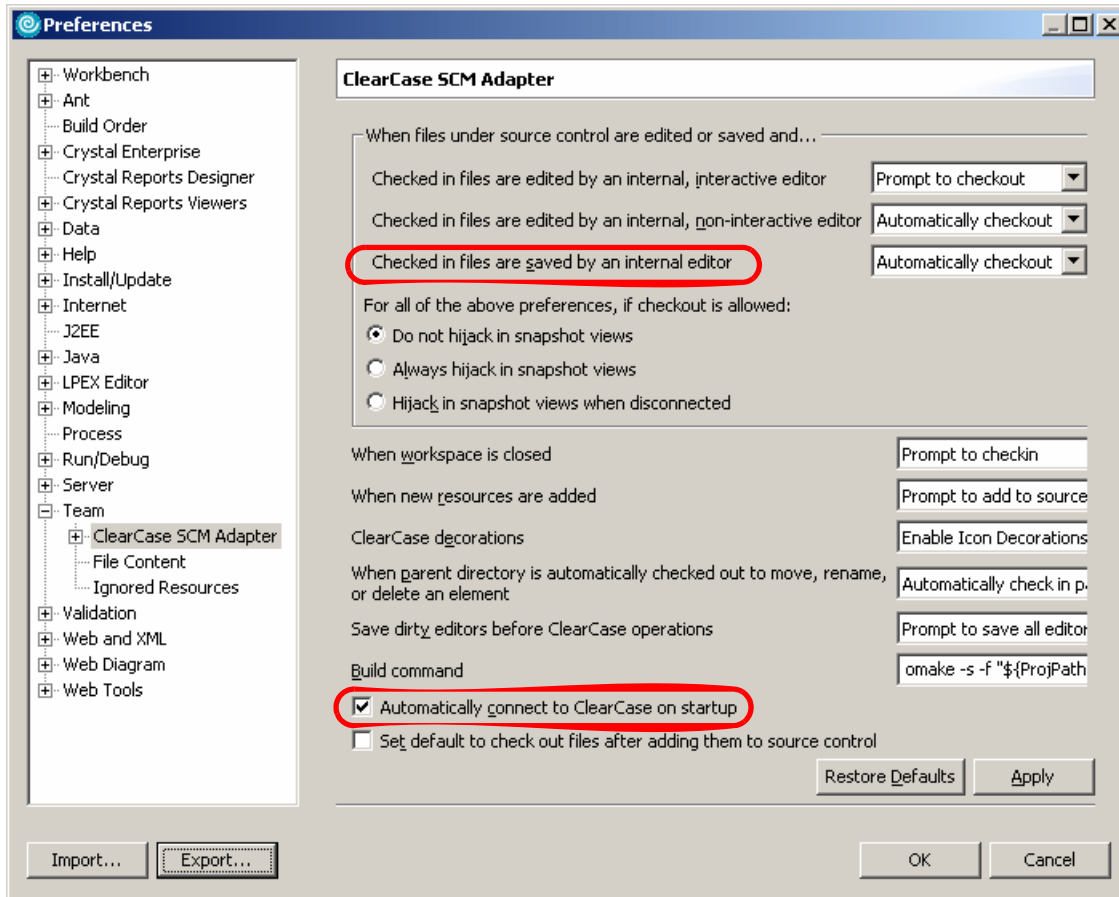 Preferences
Workbench
Ant
Build Order
Crystal Enterprise
Crystal Reports Designer
Crystal Reports Viewers
Data
Help
Install/Update
Internet
J2EE
Java
LPEX Editor
Modeling
Process
Run/Debug
Server
Team
ClearCase SCM Adapter
File Content
Ignored Resources
Validation
Web and XML
Web Diagram
Web Tools
ClearCase SCM Adapter
When files under source control are edited or saved and...
Checked in files are edited by an internal, interactive editor
Prompt to checkout
Checked in files are edited by an internal, non-interactive editor
Automatically checkout
Checked in files are saved by an internal editor
Automatically checkout
For all of the above preferences, if checkout is allowed:
Do not hijack in snapshot views
Always hijack in snapshot views
Hijack in snapshot views when disconnected
When workspace is closed
Prompt to checkin
When new resources are added
Prompt to add to source
ClearCase decorations
Enable Icon Decorations
When parent directory is automatically checked out to move, rename,
or delete an element
Automatically check in p
Save dirty editors before ClearCase operations
Prompt to save all editor
Build command
omake -s -f "${ProjPath
Automatically connect to ClearCase on startup
Set default to check out files after adding them to source control
Restore Defaults
Apply
Import...
Export...
OK
Cancel